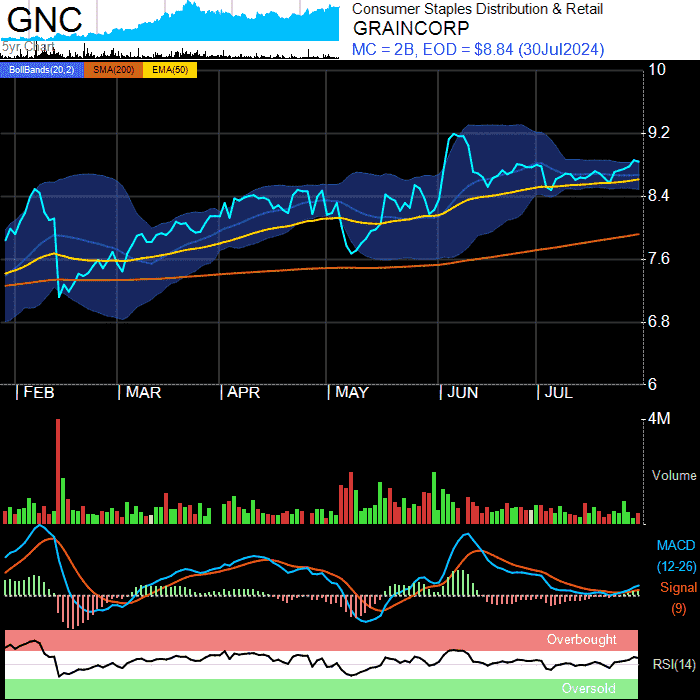 GNC
5yr Chart
Consumer Staples Distribution & Retail
GRAINCORP
MC = 2B, EOD = $8.84 (30Jul2024)
BollBands(20,2) SMA(200) EMA(50)
10
9.2
8.4
7.6
6.8
6
FEB MAR APR MAY JUN JUL
4M
Volume
MACD
(12-26)
Signal
(9)
Overbought
RSI(14)
Oversold